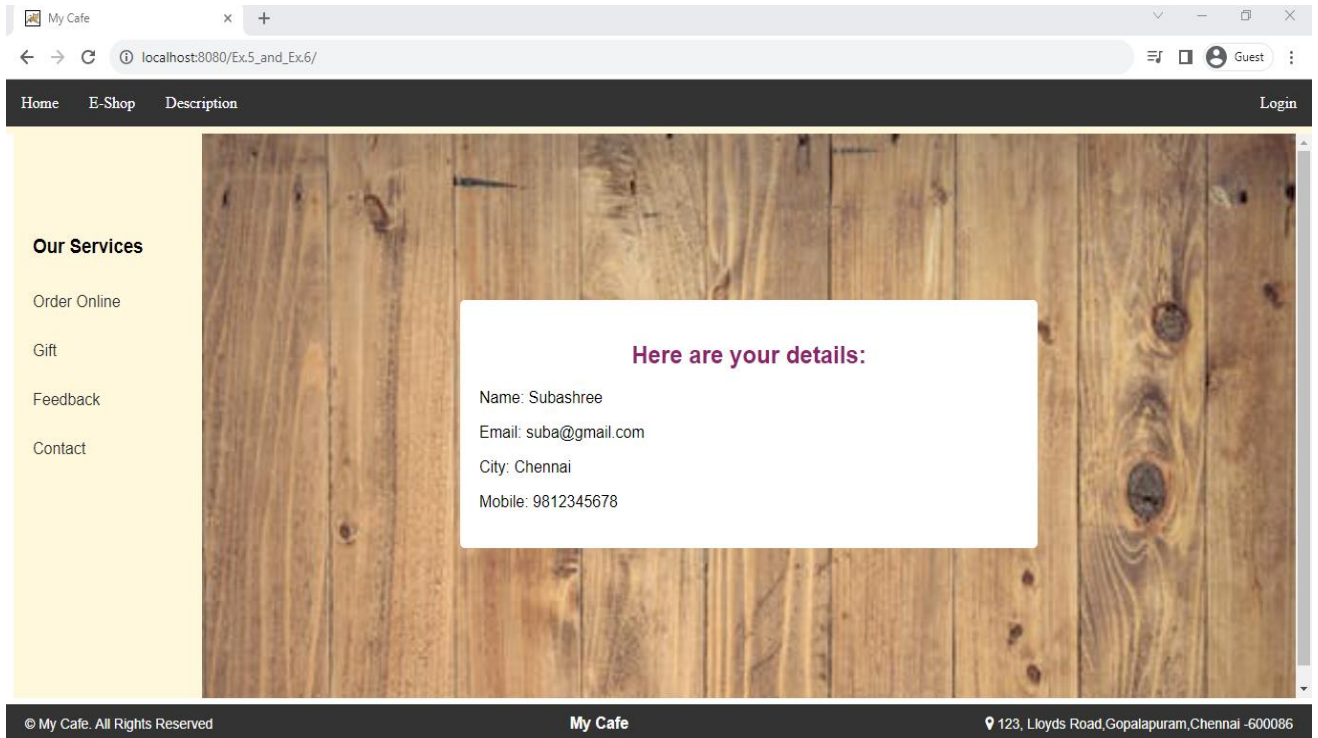 My Cafe
localhost:8080/Ex.5_and_Ex.6/
Guest
Home E-Shop Description Login
Our Services
Order Online
Gift
Feedback
Contact
Here are your details:
Name: Subashree
Email: suba@gmail.com
City: Chennai
Mobile: 9812345678
© My Cafe. All Rights Reserved My Cafe 123, Lloyds Road,Gopalapuram,Chennai -600086